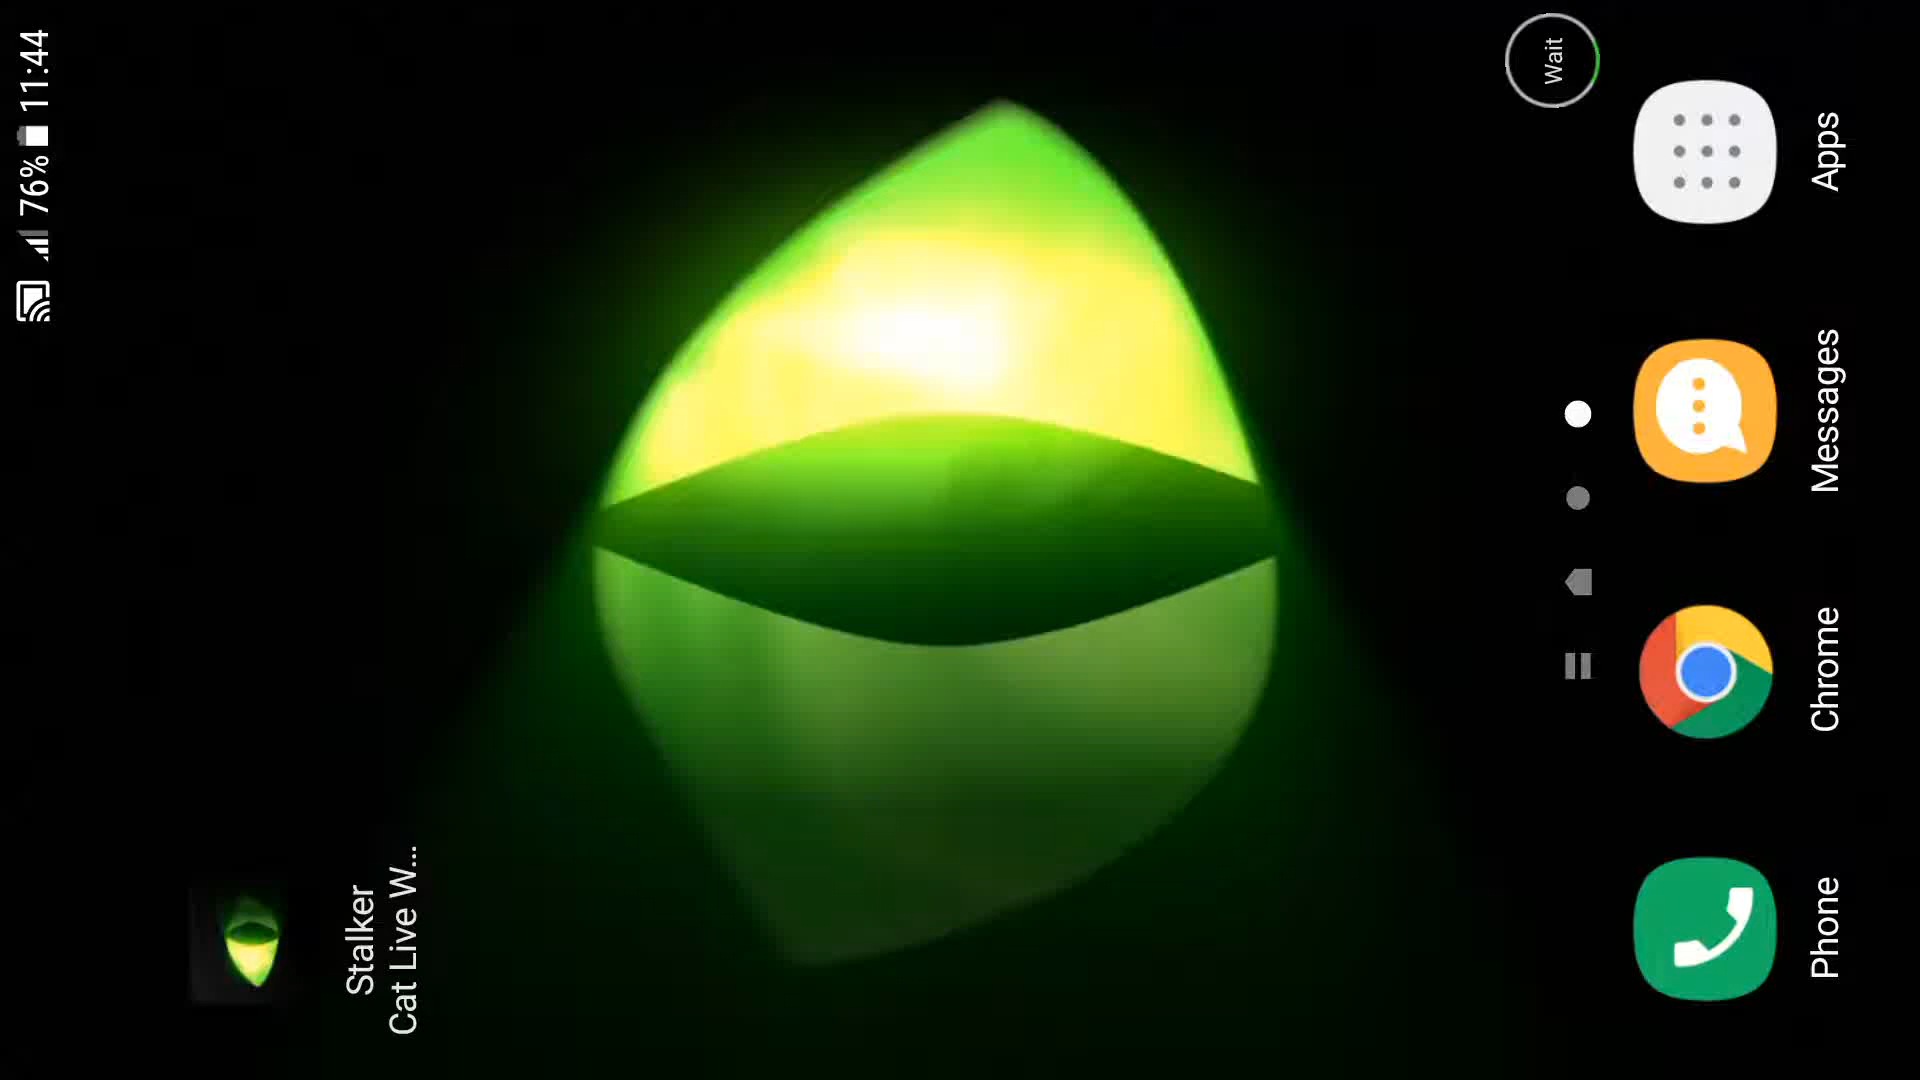 76% 11:44
Stalker
Cat Live W...
Wait
Phone
Chrome
Messages
Apps